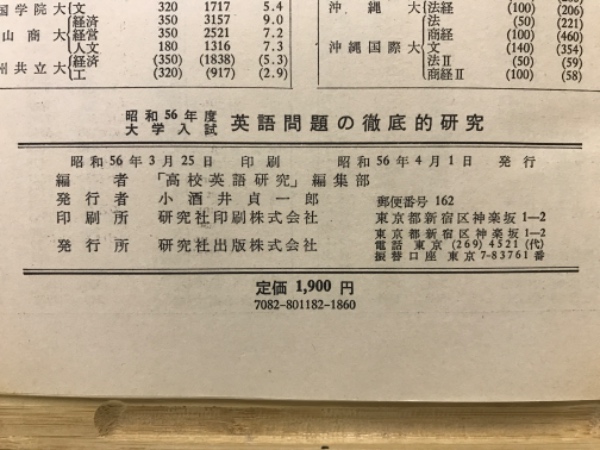 国学院大 文 320 1717 5.4
経済 350 3157 9.0
山商大 経営 350 2521 7.2
人文 180 1316 7.3
州共立大 経済 (350) (1838) (5.3)
工 (320) (917) (2.9)
沖縄大 法経 (100) (206)
法 (50) (221)
商経 (100) (460)
沖縄国際大 文 (140) (354)
法II (50) (59)
商経II (100) (58)
昭和56年度
大学入試 英語問題の徹底的研究
昭和56年3月25日 印刷 昭和56年4月1日 発行
編者 「高校英語研究」編集部
発行者 小酒井貞一郎 郵便番号 162
印刷所 研究社印刷株式会社 東京都新宿区神楽坂1—2
発行所 研究社出版株式会社 東京都新宿区神楽坂1—2
電話 東京 (269) 4521 (代)
振替口座 東京 7-83761 番
定価 1,900 円
7082-801182-1860